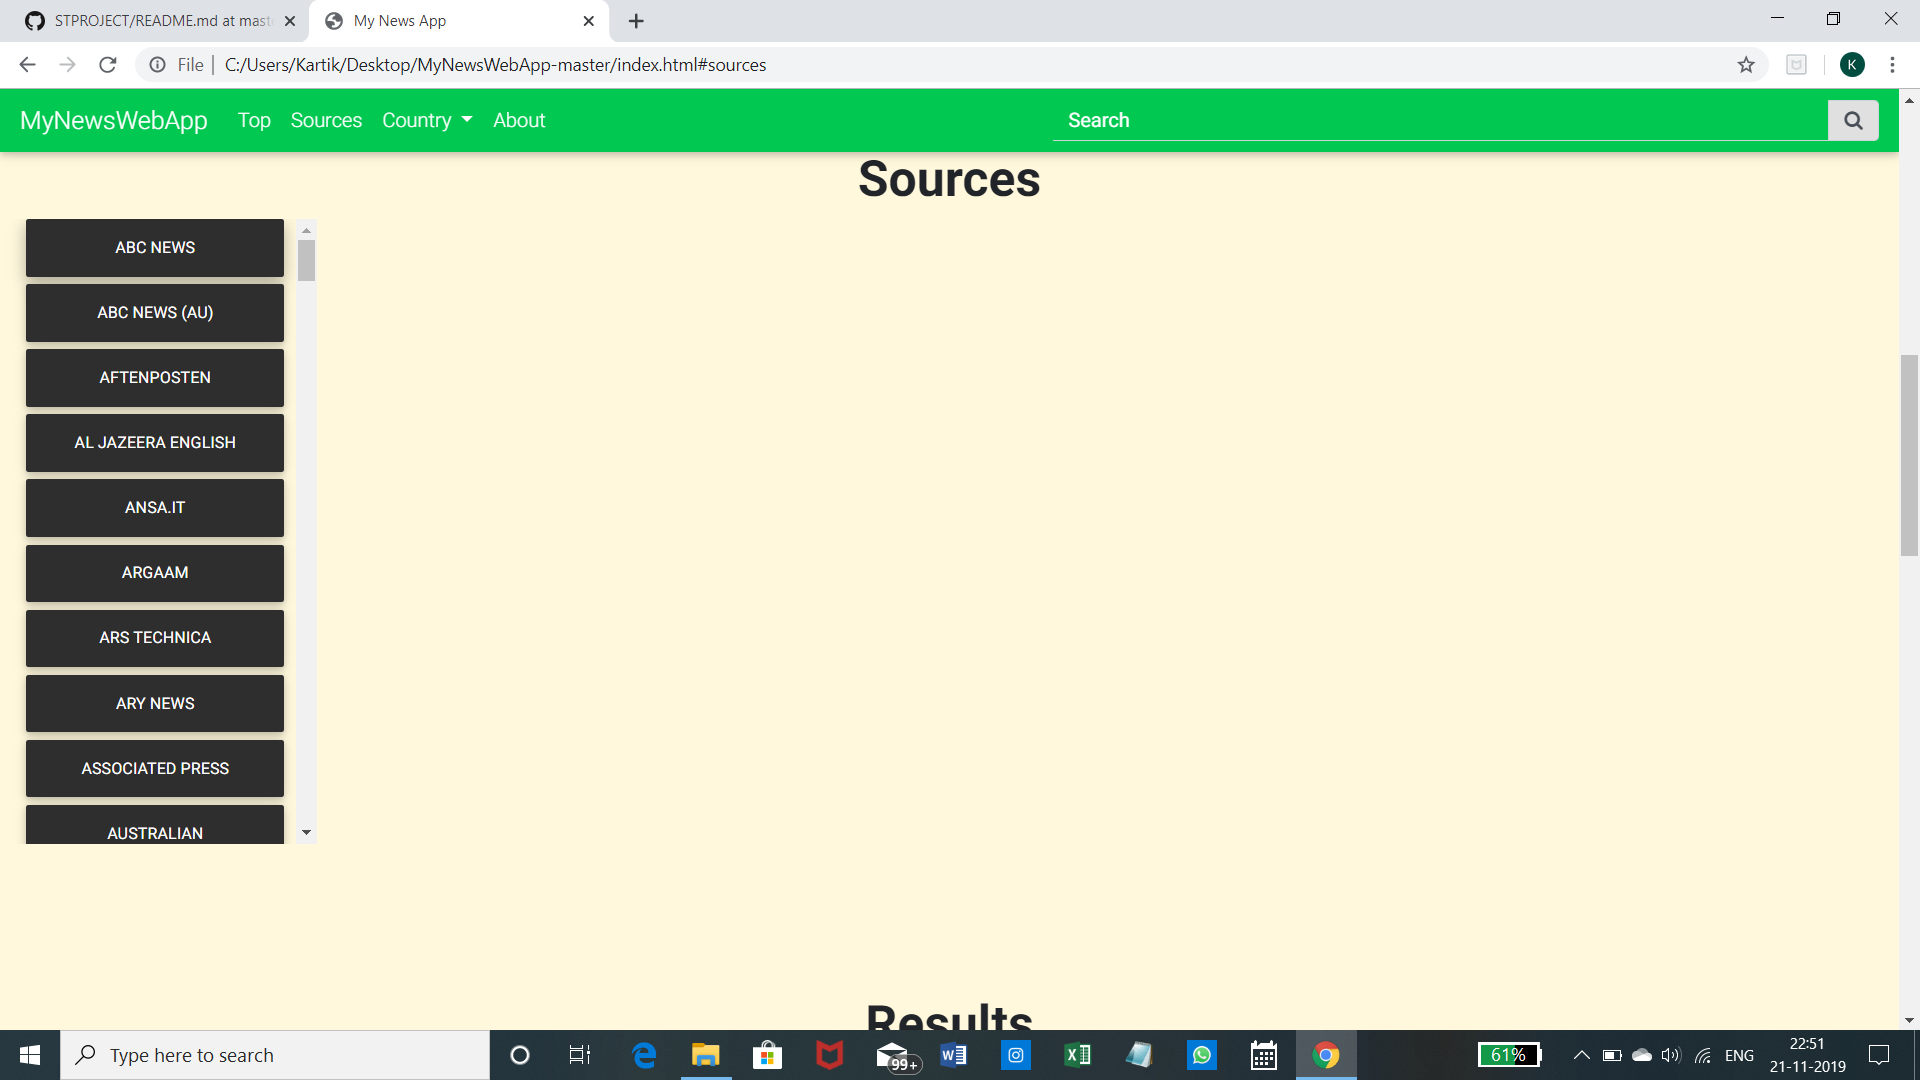 STPROJECT/README.md at mast
My News App
File
C:/Users/Kartik/Desktop/MyNewsWebApp-master/index.html#sources
K
MyNewsWebApp
Top
Sources
Country
About
Search
Sources
ABC NEWS
ABC NEWS (AU)
AFTENPOSTEN
AL JAZEERA ENGLISH
ANSA.IT
ARGAAM
ARS TECHNICA
ARY NEWS
ASSOCIATED PRESS
AUSTRALIAN
Results
Type here to search
99+
61%
ENG
22:51
21-11-2019